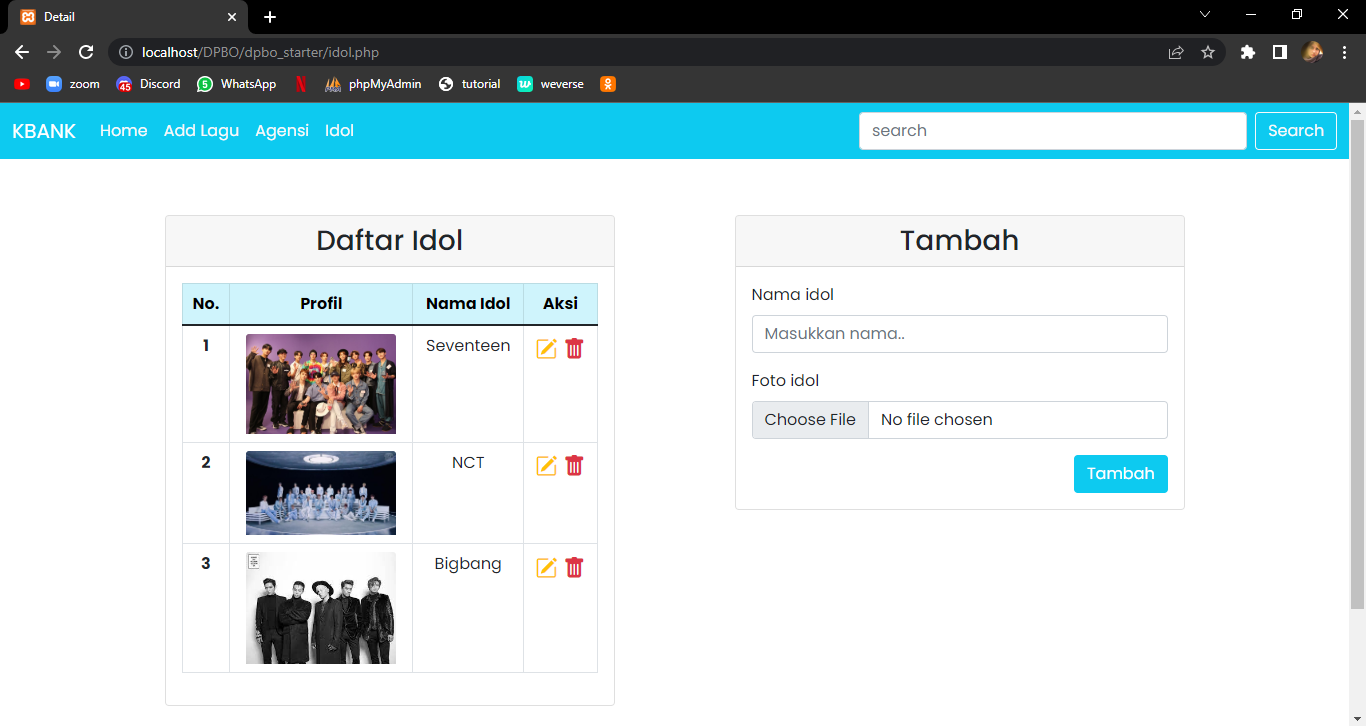 Detail
localhost/DPBO/dpbo_starter/idol.php
zoom 45 Discord 5 WhatsApp N phpMyAdmin tutorial w weverse
KBANK Home Add Lagu Agensi Idol search Search
Daftar Idol
No. Profil Nama Idol Aksi
1 Seventeen
2 NCT
3 Bigbang
Tambah
Nama idol
Masukkan nama..
Foto idol
Choose File No file chosen
Tambah